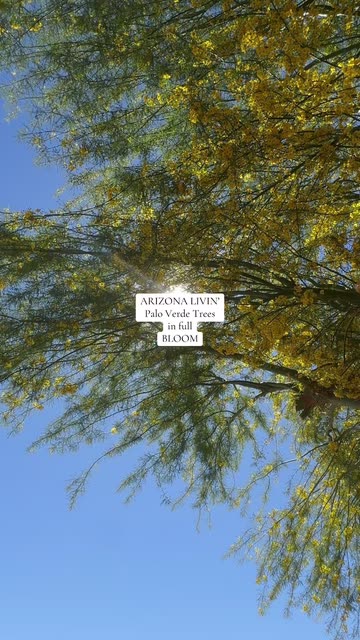 ARIZONA LIVIN'
Palo Verde Trees
in full
BLOOM